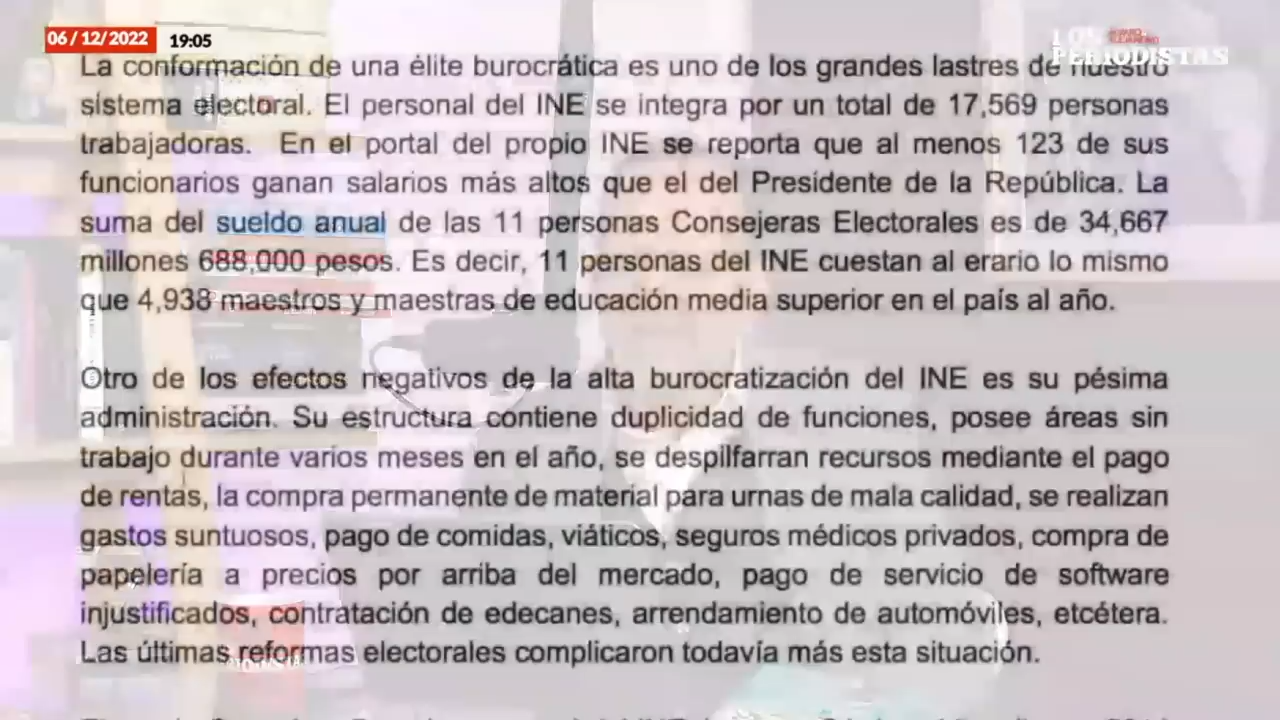 06/12/2022 19:05
LOS PERIODISTAS
La conformación de una élite burocrática es uno de los grandes lastres de nuestro
sistema electoral. El personal del INE se integra por un total de 17,569 personas
trabajadoras. En el portal del propio INE se reporta que al menos 123 de sus
funcionarios ganan salarios más altos que el del Presidente de la República. La
suma del sueldo anual de las 11 personas Consejeras Electorales es de 34,667
millones 688,000 pesos. Es decir, 11 personas del INE cuestan al erario lo mismo
que 4,938 maestros y maestras de educación media superior en el país al año.
Otro de los efectos negativos de la alta burocratización del INE es su pésima
administración. Su estructura contiene duplicidad de funciones, posee áreas sin
trabajo durante varios meses en el año, se despilfarran recursos mediante el pago
de rentas, la compra permanente de material para urnas de mala calidad, se realizan
gastos suntuosos, pago de comidas, viáticos, seguros médicos privados, compra de
papelería a precios por arriba del mercado, pago de servicio de software
injustificados, contratación de edecanes, arrendamiento de automóviles, etcétera.
Las últimas reformas electorales complicaron todavía más esta situación.